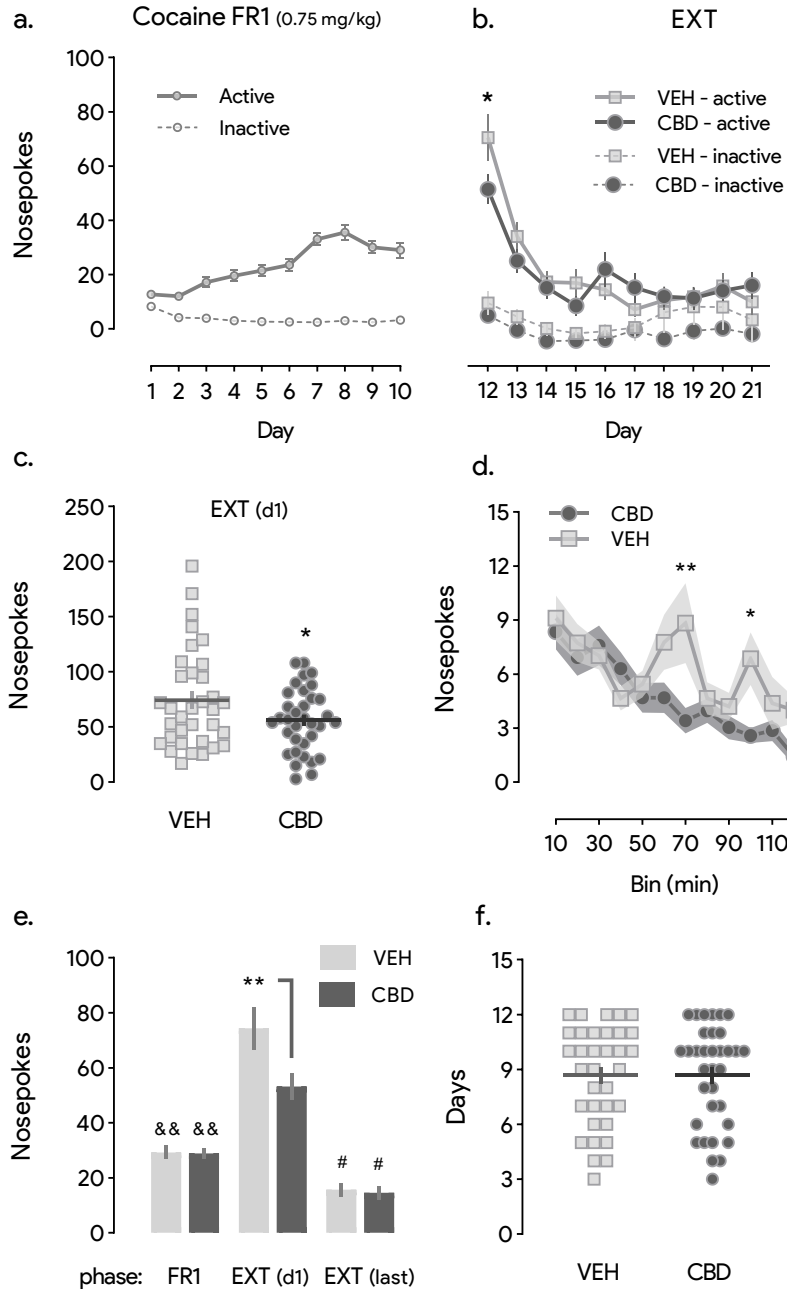 a.
Cocaine FR1 (0.75 mg/kg)
100
80
60
40
20
0
Nosepokes
Active
Inactive
1 2 3 4 5 6 7 8 9 10
Day
b.
EXT
*
VEH - active
CBD - active
VEH - inactive
CBD - inactive
12 13 14 15 16 17 18 19 20 21
Day
c.
EXT (d1)
250
200
150
100
50
0
Nosepokes
*
VEH CBD
d.
15
12
9
6
3
0
Nosepokes
CBD
VEH
**
*
10 30 50 70 90 110
Bin (min)
e.
100
80
60
40
20
0
Nosepokes
VEH
CBD
**
&& &&
# #
phase: FR1 EXT (d1) EXT (last)
f.
15
12
9
6
3
0
Days
VEH CBD